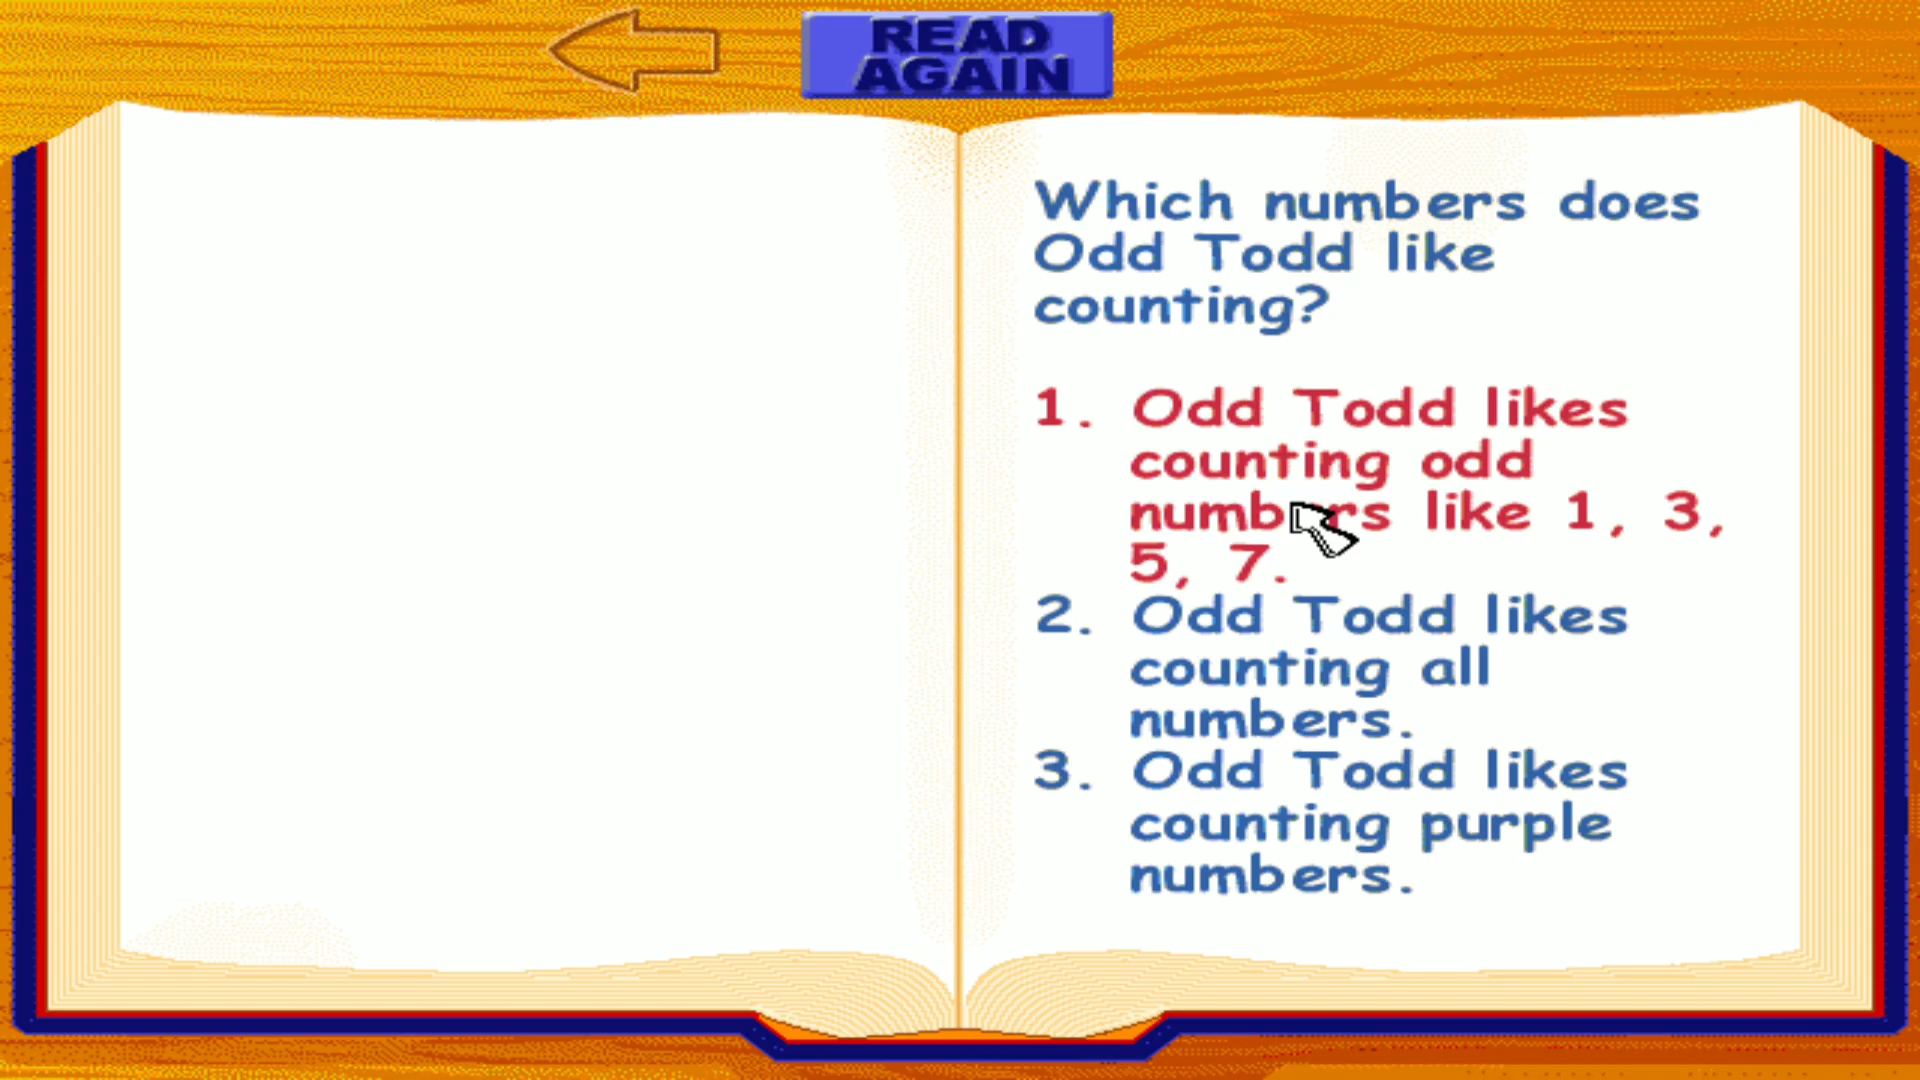 READ
AGAIN
Which numbers does
Odd Todd like
counting?
1. Odd Todd likes
counting odd
numbers like 1, 3,
5, 7.
2. Odd Todd likes
counting all
numbers.
3. Odd Todd likes
counting purple
numbers.